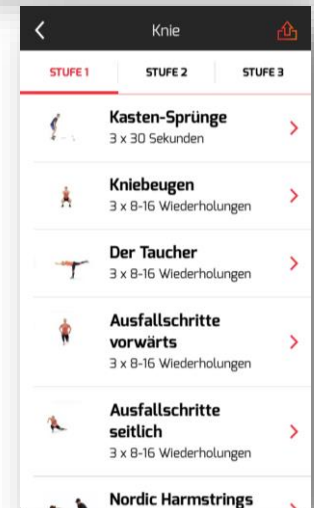 Knie
STUFE 1 STUFE 2 STUFE 3
Kasten-Sprünge
3 x 30 Sekunden
Kniebeugen
3 x 8-16 Wiederholungen
Der Taucher
3 x 8-16 Wiederholungen
Ausfallschritte
vorwärts
3 x 8-16 Wiederholungen
Ausfallschritte
seitlich
3 x 8-16 Wiederholungen
Nordic Harmstrings